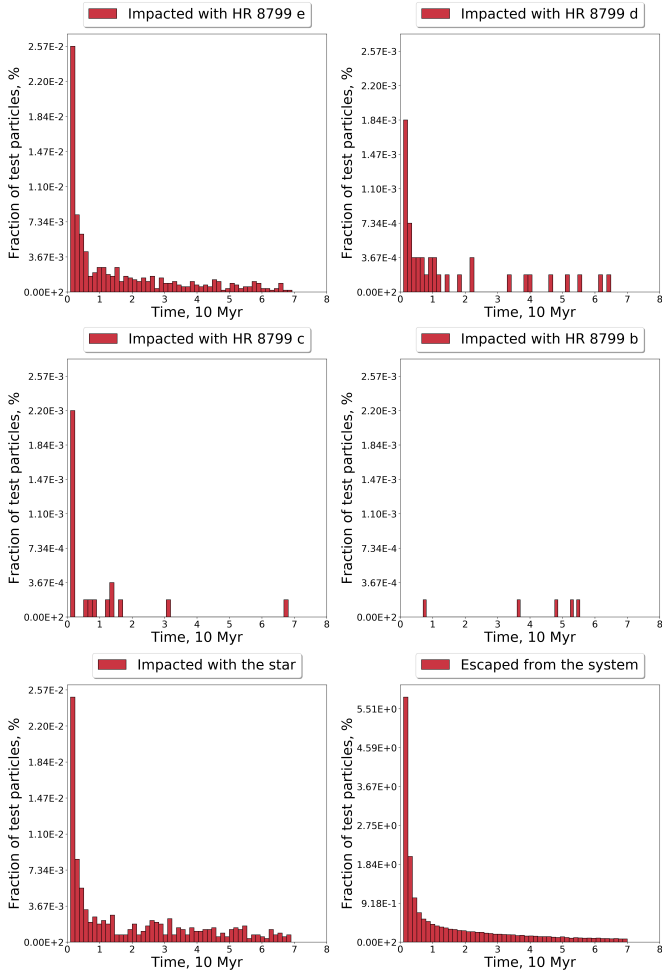 Impacted with HR 8799 e
Fraction of test particles, %
2.57E-2
2.20E-2
1.84E-2
1.47E-2
1.10E-2
7.34E-3
3.67E-3
0.00E+2
0 1 2 3 4 5 6 7 8
Time, 10 Myr
Impacted with HR 8799 d
Fraction of test particles, %
2.57E-3
2.20E-3
1.84E-3
1.47E-3
1.10E-3
7.34E-4
3.67E-4
0.00E+2
0 1 2 3 4 5 6 7 8
Time, 10 Myr
Impacted with HR 8799 c
Fraction of test particles, %
2.57E-3
2.20E-3
1.84E-3
1.47E-3
1.10E-3
7.34E-4
3.67E-4
0.00E+2
0 1 2 3 4 5 6 7 8
Time, 10 Myr
Impacted with HR 8799 b
Fraction of test particles, %
2.57E-3
2.20E-3
1.84E-3
1.47E-3
1.10E-3
7.34E-4
3.67E-4
0.00E+2
0 1 2 3 4 5 6 7 8
Time, 10 Myr
Impacted with the star
Fraction of test particles, %
2.57E-2
2.20E-2
1.84E-2
1.47E-2
1.10E-2
7.34E-3
3.67E-3
0.00E+2
0 1 2 3 4 5 6 7 8
Time, 10 Myr
Escaped from the system
Fraction of test particles, %
5.51E+0
4.59E+0
3.67E+0
2.75E+0
1.84E+0
9.18E-1
0.00E+2
0 1 2 3 4 5 6 7 8
Time, 10 Myr